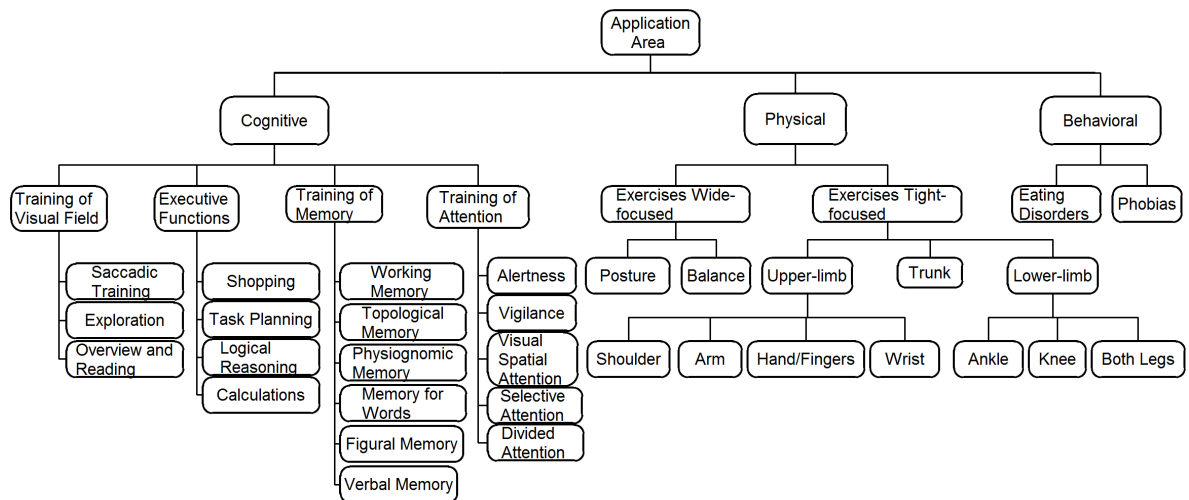 Application
Area
Cognitive
Physical
Behavioral
Training of
Visual Field
Executive
Functions
Training of
Memory
Training of
Attention
Exercises Wide-
focused
Exercises Tight-
focused
Eating
Disorders
Phobias
Saccadic
Training
Exploration
Overview and
Reading
Shopping
Task Planning
Logical
Reasoning
Calculations
Working
Memory
Topological
Memory
Physiognomic
Memory
Memory for
Words
Figural Memory
Verbal Memory
Alertness
Vigilance
Visual
Spatial
Attention
Selective
Attention
Divided
Attention
Posture
Balance
Upper-limb
Trunk
Lower-limb
Shoulder
Arm
Hand/Fingers
Wrist
Ankle
Knee
Both Legs